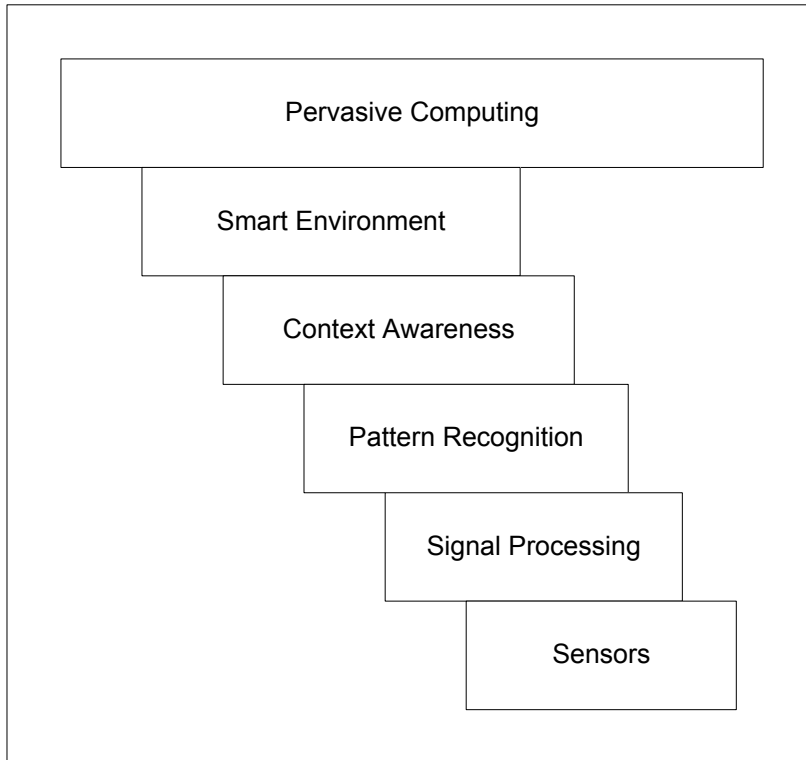 Pervasive Computing
Smart Environment
Context Awareness
Pattern Recognition
Signal Processing
Sensors